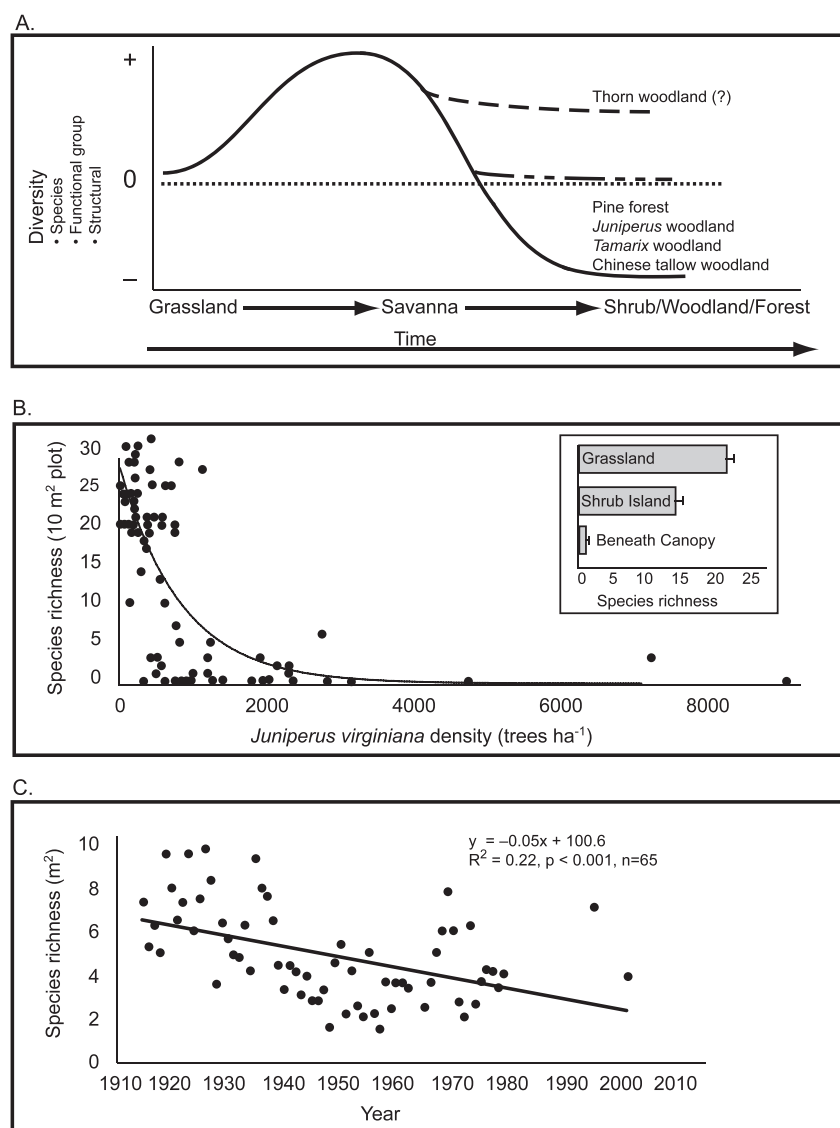 A.
+
0
–
Diversity
• Species
• Functional group
• Structural
Thorn woodland (?)
Pine forest
Juniperus woodland
Tamarix woodland
Chinese tallow woodland
Grassland Savanna Shrub/Woodland/Forest
Time
B.
Species richness (10 m² plot)
30
25
20
15
10
5
0
0 2000 4000 6000 8000
Juniperus virginiana density (trees ha⁻¹)
Grassland
Shrub Island
Beneath Canopy
0 5 10 15 20 25
Species richness
C.
Species richness (m²)
10
8
6
4
2
0
y = –0.05x + 100.6
R² = 0.22, p < 0.001, n=65
1910 1920 1930 1940 1950 1960 1970 1980 1990 2000 2010
Year